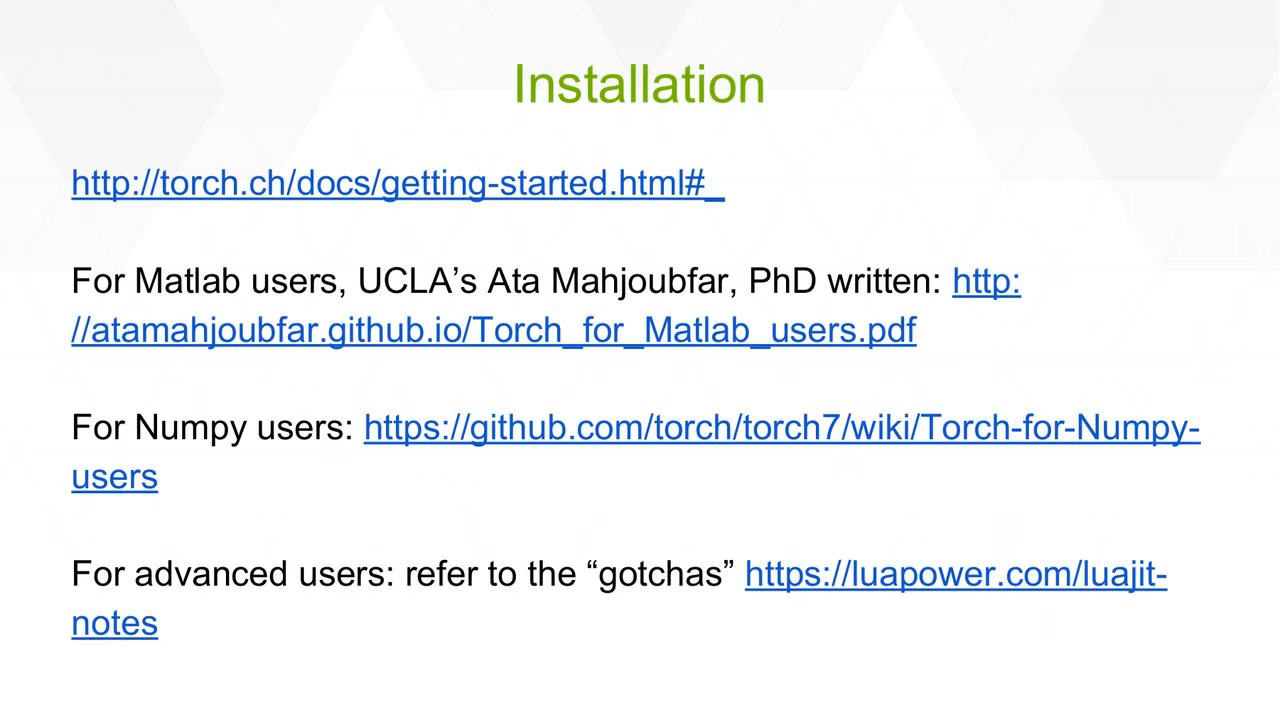 Installation
http://torch.ch/docs/getting-started.html#_
For Matlab users, UCLA’s Ata Mahjoubfar, PhD written: http:
//atamahjoubfar.github.io/Torch_for_Matlab_users.pdf
For Numpy users: https://github.com/torch/torch7/wiki/Torch-for-Numpy-
users
For advanced users: refer to the “gotchas” https://luapower.com/luajit-
notes